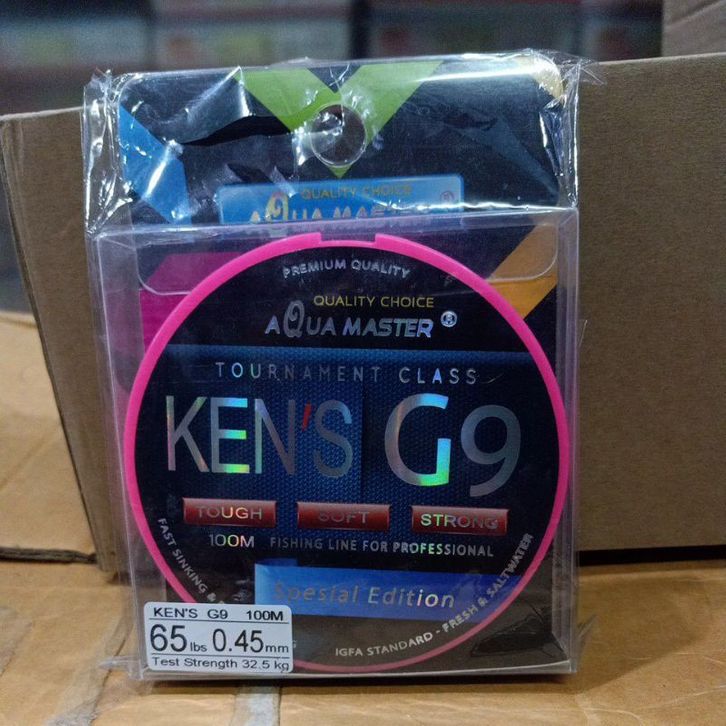 QUALITY CHOICE
AQUA MASTER ®
PREMIUM QUALITY
QUALITY CHOICE
AQUA MASTER ®
TOURNAMENT CLASS
KEN'S G9
TOUGH SOFT STRONG
100M FISHING LINE FOR PROFESSIONAL
Spesial Edition
FAST SINKING &
IGFA STANDARD - FRESH & SALTWATER
KEN'S G9 100M
65 lbs 0.45mm
Test Strength 32.5 kg